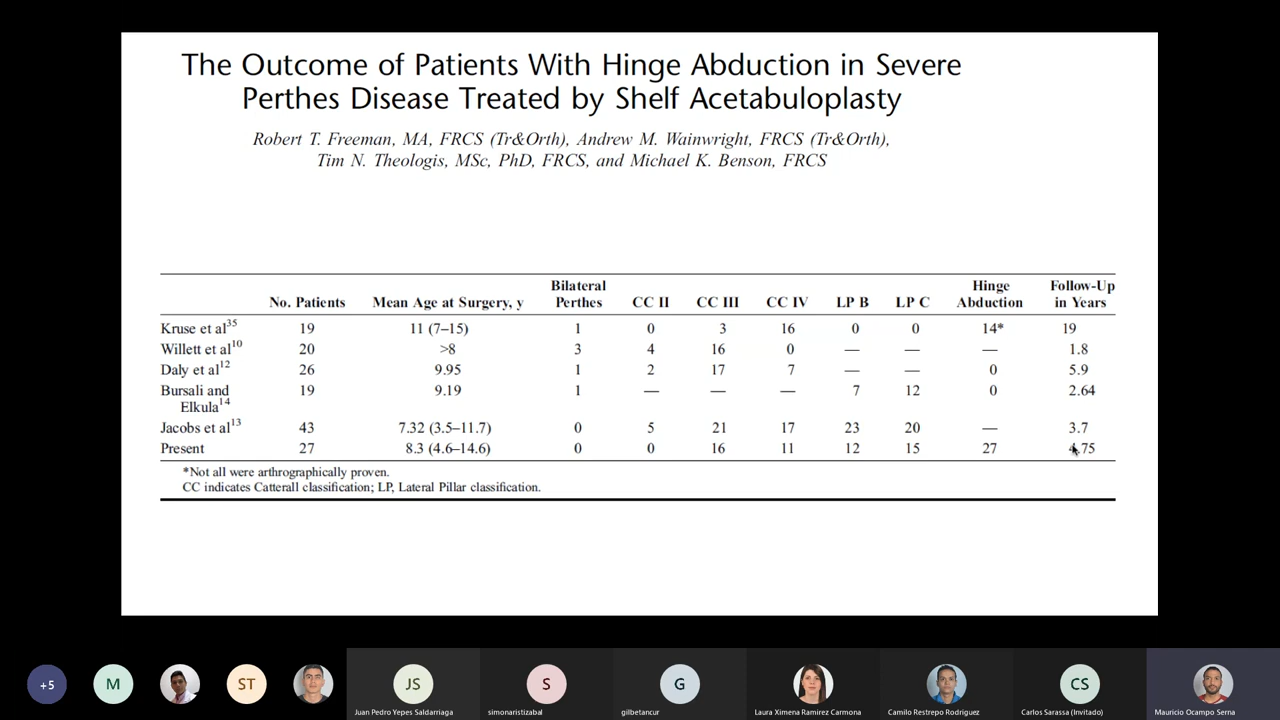 The Outcome of Patients With Hinge Abduction in Severe
Perthes Disease Treated by Shelf Acetabuloplasty
Robert T. Freeman, MA, FRCS (Tr&Orth), Andrew M. Wainwright, FRCS (Tr&Orth),
Tim N. Theologis, MSc, PhD, FRCS, and Michael K. Benson, FRCS
No. Patients Mean Age at Surgery, y Bilateral Perthes CC II CC III CC IV LP B LP C Hinge Abduction Follow-Up in Years
Kruse et al35 19 11 (7–15) 1 0 3 16 0 0 14* 19
Willett et al10 20 >8 3 4 16 0 — — — 1.8
Daly et al12 26 9.95 1 2 17 7 — — 0 5.9
Bursali and Elkula14 19 9.19 1 — — — 7 12 0 2.64
Jacobs et al13 43 7.32 (3.5–11.7) 0 5 21 17 23 20 — 3.7
Present 27 8.3 (4.6–14.6) 0 0 16 11 12 15 27 4.75
*Not all were arthrographically proven.
CC indicates Catterall classification; LP, Lateral Pillar classification.
+5 M ST JS S G CS
Juan Pedro Yepes Saldarriaga simonaristizabal gilbetancur Laura Ximena Ramirez Carmona Camilo Restrepo Rodriguez Carlos Sarassa (Invitado) Mauricio Ocampo Serna